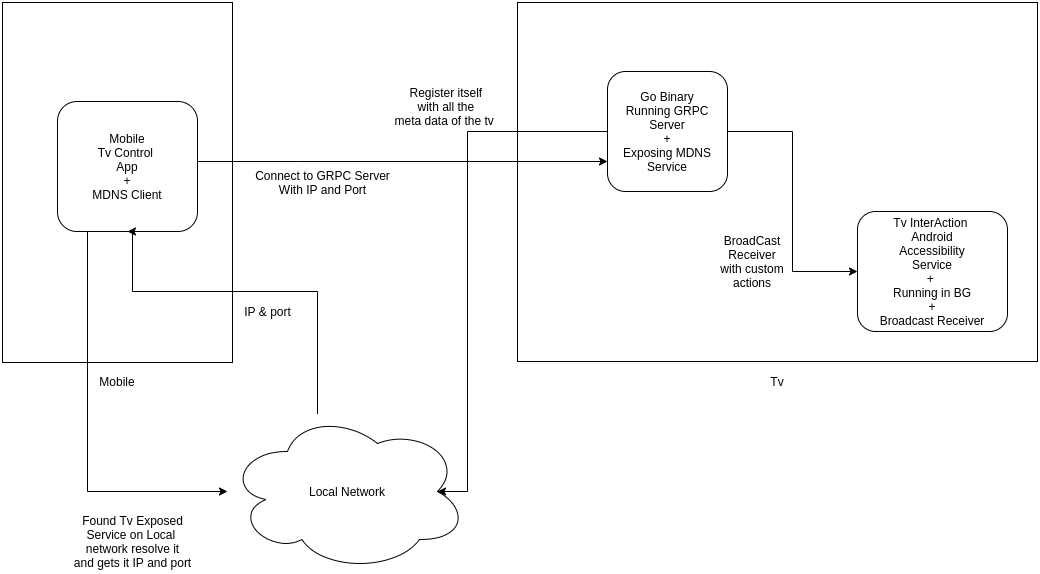 Register itself
with all the
meta data of the tv
Go Binary
Running GRPC
Server
+
Exposing MDNS
Service
Mobile
Tv Control
App
+
MDNS Client
Connect to GRPC Server
With IP and Port
Tv InterAction
Android
Accessibility
Service
+
Running in BG
+
Broadcast Receiver
BroadCast
Receiver
with custom
actions
IP & port
Mobile
Tv
Local Network
Found Tv Exposed
Service on Local
network resolve it
and gets it IP and port